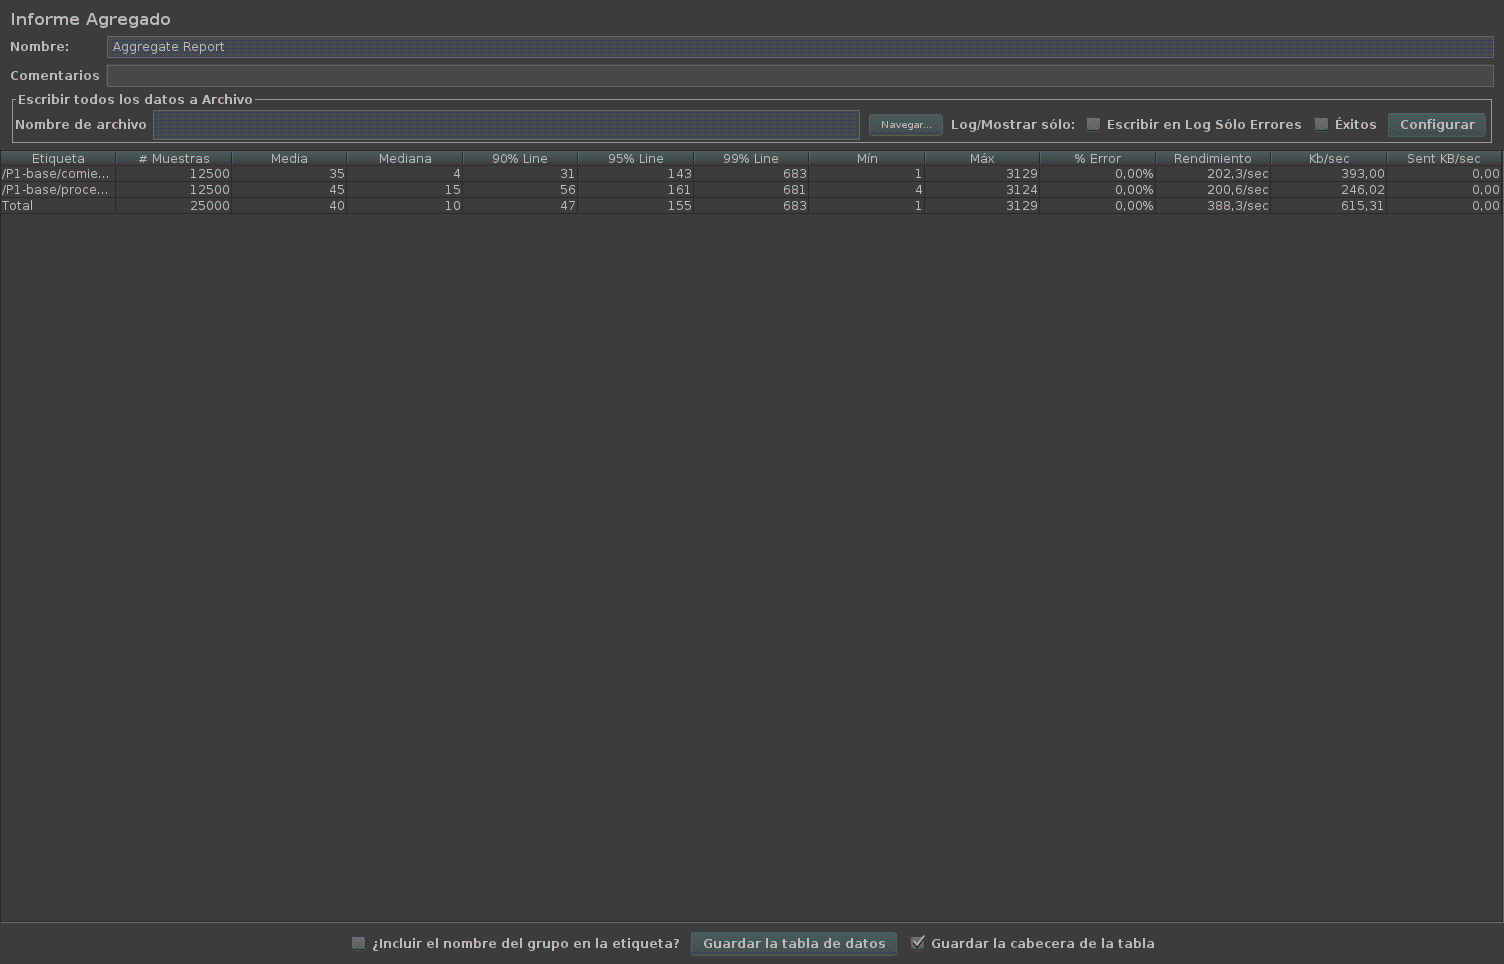 Informe Agregado
Nombre: Aggregate Report
Comentarios
Escribir todos los datos a Archivo
Nombre de archivo Navegar... Log/Mostrar sólo: Escribir en Log Sólo Errores Éxitos Configurar
Etiqueta # Muestras Media Mediana 90% Line 95% Line 99% Line Mín Máx % Error Rendimiento Kb/sec Sent KB/sec
/P1-base/comie... 12500 35 4 31 143 683 1 3129 0,00% 202,3/sec 393,00 0,00
/P1-base/proce... 12500 45 15 56 161 681 4 3124 0,00% 200,6/sec 246,02 0,00
Total 25000 40 10 47 155 683 1 3129 0,00% 388,3/sec 615,31 0,00
¿Incluir el nombre del grupo en la etiqueta? Guardar la tabla de datos Guardar la cabecera de la tabla